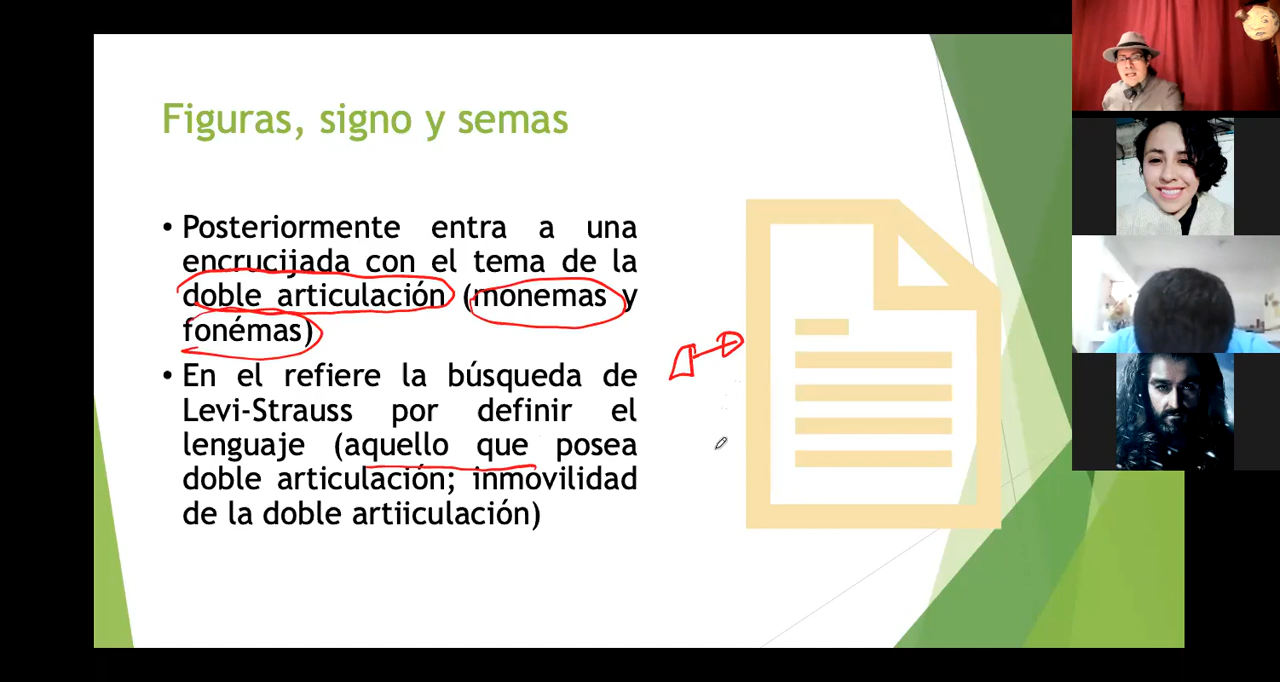 Figuras, signo y semas
• Posteriormente entra a una
encrucijada con el tema de la
doble articulación (monemas y
fonémas)
• En el refiere la búsqueda de
Levi-Strauss por definir el
lenguaje (aquello que posea
doble articulación; inmovilidad
de la doble artiiculación)